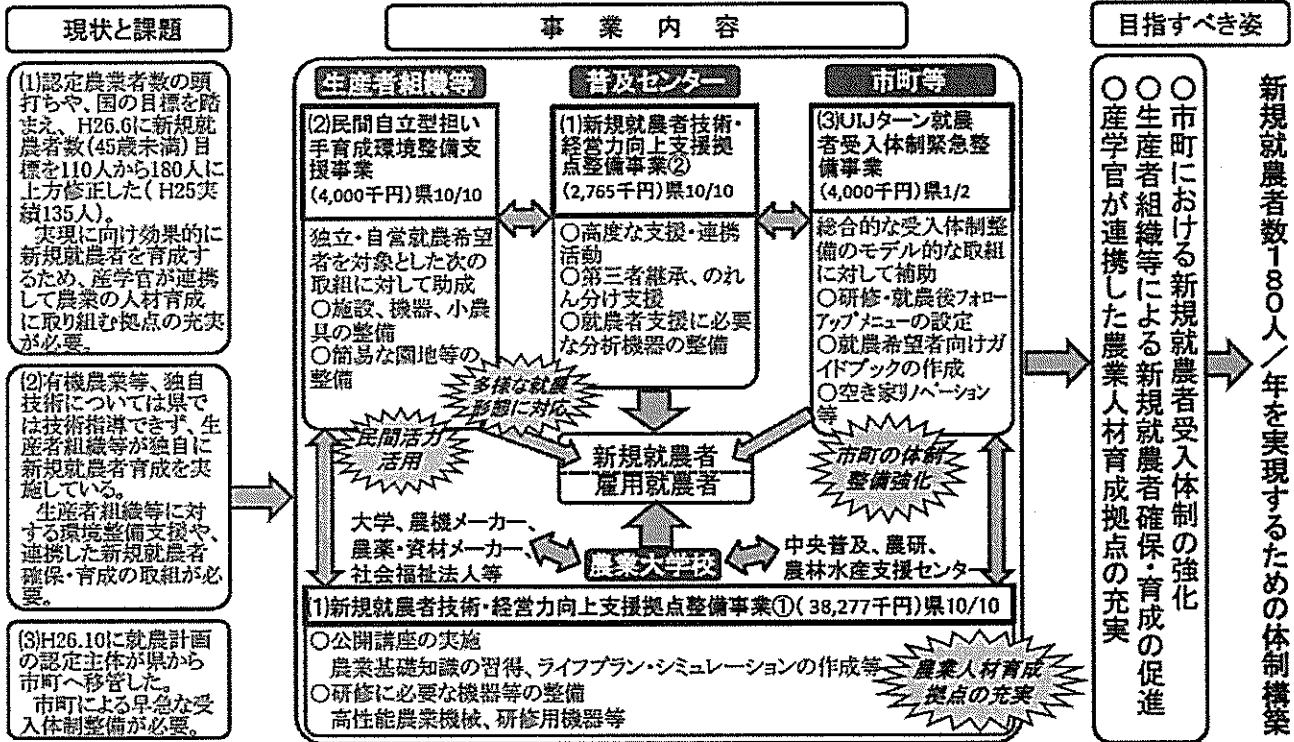 現状と課題
(1)認定農業者数の頭
打ちや、国の目標を踏
まえ、H26.6に新規就
農者数(45歳未満)目
標を110人から180人に
上方修正した( H25実
績135人)。
実現に向け効果的に
新規就農者を育成す
るため、産学官が連携
して農業の人材育成
に取り組む拠点の充実
が必要。
(2)有機農業等、独自
技術については県で
は技術指導できず、生
産者組織等が独自に
新規就農者育成を実
施している。
生産者組織等に対
する環境整備支援や、
連携した新規就農者
確保・育成の取組が必
要。
(3)H26.10に就農計画
の認定主体が県から
市町へ移管した。
市町による早急な受
入体制整備が必要。
事業内容
生産者組織等
(2)民間自立型担い
手育成環境整備支
援事業
(4,000千円)県10/10
独立・自営就農希望
者を対象とした次の
取組に対して助成
○施設、機器、小農
具の整備
○簡易な園地等の
整備
普及センター
(1)新規就農者技術・
経営力向上支援拠
点整備事業②
(2,765千円)県10/10
○高度な支援・連携
活動
○第三者継承、のれ
ん分け支援
○就農者支援に必要
な分析機器の整備
市町等
(3)UIJターン就農
者受入体制緊急整
備事業
(4,000千円)県1/2
総合的な受入体制整
備のモデル的な取組
に対して補助
○研修・就農後フォロー
アップメニューの設定
○就農希望者向けガ
イドブックの作成
○空き家リノベーション
等
多様な就農
形態に対応
民間活力
活用
新規就農者
雇用就農者
市町の体制
整備強化
大学、農機メーカー、
農薬・資材メーカー、
社会福祉法人等
農業大学校
中央普及、農研、
農林水産支援センター
(1)新規就農者技術・経営力向上支援拠点整備事業①( 38,277千円)県10/10
○公開講座の実施
農業基礎知識の習得、ライフプラン・シミュレーションの作成等
○研修に必要な機器等の整備
高性能農業機械、研修用機器等
農業人材育成
拠点の充実
目指すべき姿
○市町における新規就農者受入体制の強化
○生産者組織等による新規就農者確保・育成の促進
○産学官が連携した農業人材育成拠点の充実
新規就農者数180人/年を実現するための体制構築